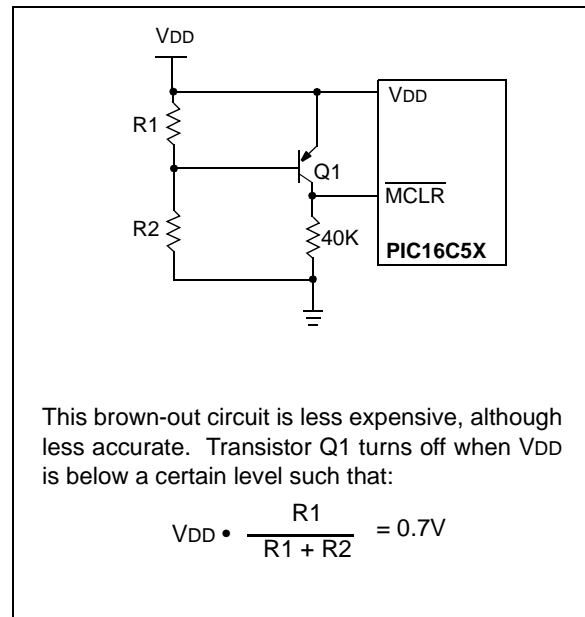 VDD
VDD
R1
Q1
MCLR
R2
40K
PIC16C5X
This brown-out circuit is less expensive, although
less accurate. Transistor Q1 turns off when VDD
is below a certain level such that:
R1
VDD • = 0.7V
R1 + R2